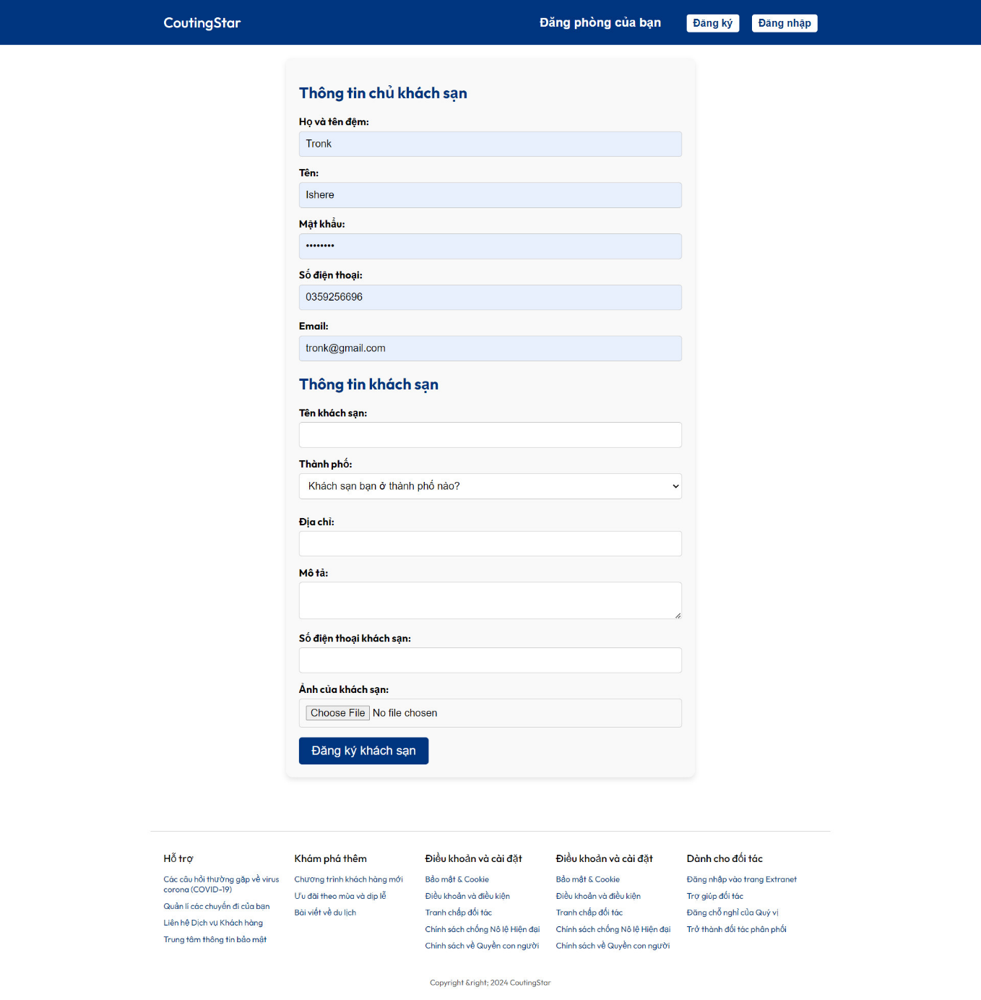 CoutingStar
Đăng phòng của bạn
Đăng ký
Đăng nhập
Thông tin chủ khách sạn
Họ và tên đệm:
Tronk
Tên:
Ishere
Mật khẩu:
••••••••
Số điện thoại:
0359256696
Email:
tronk@gmail.com
Thông tin khách sạn
Tên khách sạn:
Thành phố:
Khách sạn bạn ở thành phố nào?
Địa chỉ:
Mô tả:
Số điện thoại khách sạn:
Ảnh của khách sạn:
Choose File No file chosen
Đăng ký khách sạn
Hỗ trợ
Các câu hỏi thường gặp về virus
corona (COVID-19)
Quản lí các chuyến đi của bạn
Liên hệ Dịch vụ Khách hàng
Trung tâm thông tin bảo mật
Khám phá thêm
Chương trình khách hàng mới
Ưu đãi theo mùa và dịp lễ
Bài viết về du lịch
Điều khoản và cài đặt
Bảo mật & Cookie
Điều khoản và điều kiện
Tranh chấp đối tác
Chính sách chống Nô lệ Hiện đại
Chính sách về Quyền con người
Điều khoản và cài đặt
Bảo mật & Cookie
Điều khoản và điều kiện
Tranh chấp đối tác
Chính sách chống Nô lệ Hiện đại
Chính sách về Quyền con người
Dành cho đối tác
Đăng nhập vào trang Extranet
Trợ giúp đối tác
Đăng chỗ nghỉ của Quý vị
Trở thành đối tác phân phối
Copyright &right; 2024 CoutingStar